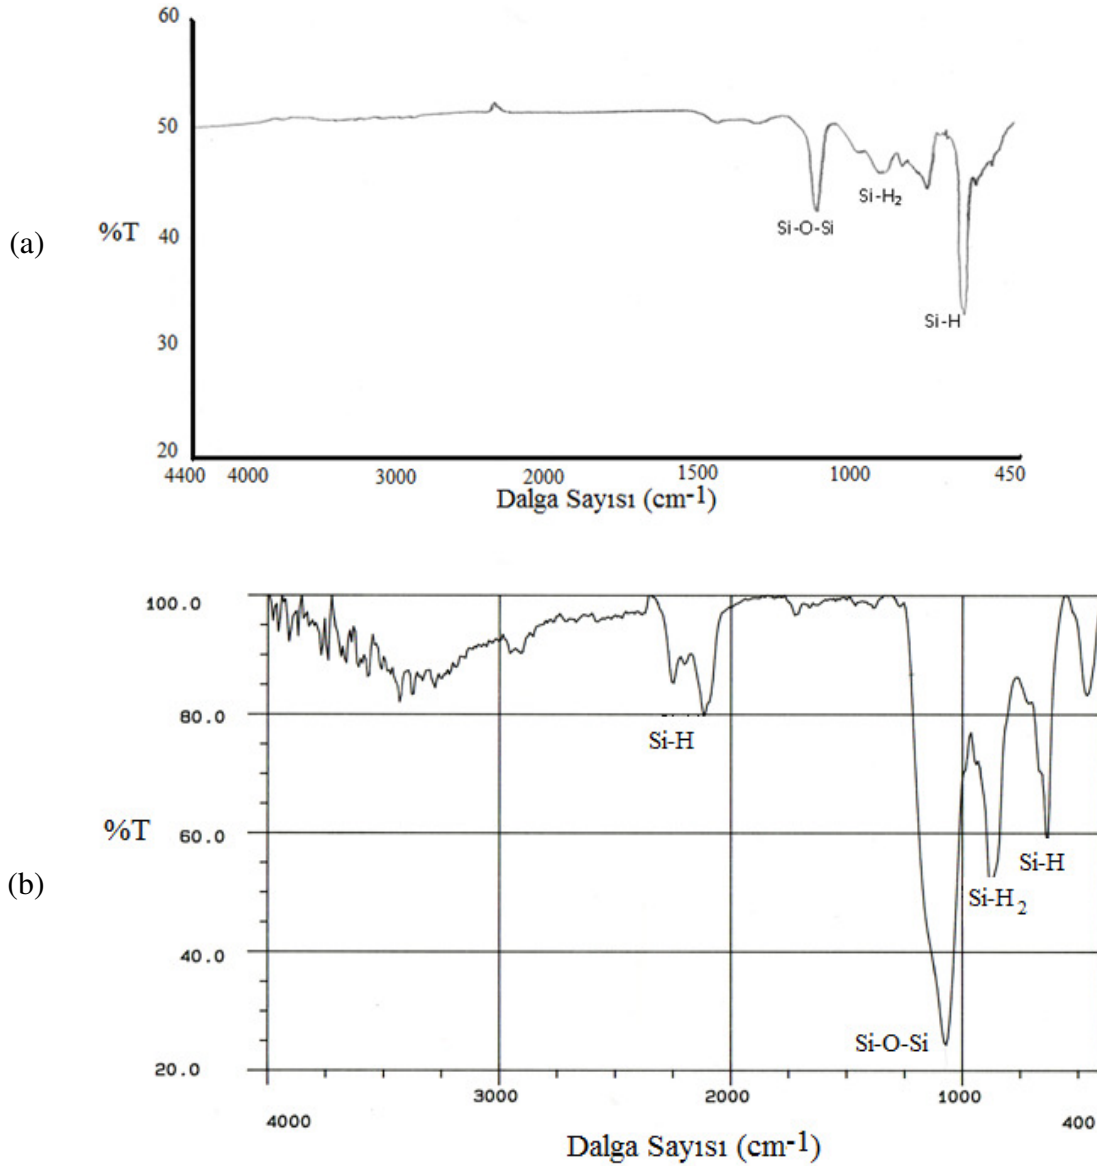 60
50
(a)
%T
40
30
20
Si-O-Si
Si-H₂
Si-H
4400 4000 3000 2000 1500 1000 450
Dalga Sayısı (cm-1)
100.0
80.0
Si-H
%T
60.0
(b)
Si-H
Si-H₂
40.0
Si-O-Si
20.0
3000 2000 1000
4000 400
Dalga Sayısı (cm-1)